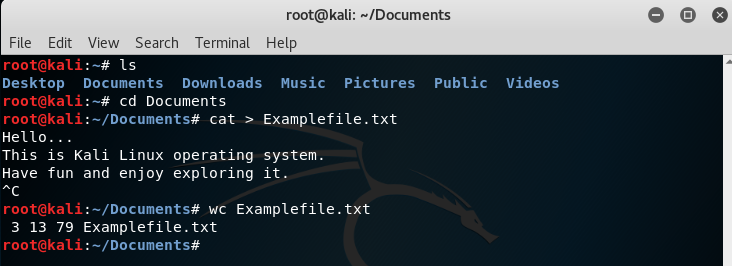 root@kali: ~/Documents
File Edit View Search Terminal Help
root@kali:~# ls
Desktop  Documents  Downloads  Music  Pictures  Public  Videos
root@kali:~# cd Documents
root@kali:~/Documents# cat > Examplefile.txt
Hello...
This is Kali Linux operating system.
Have fun and enjoy exploring it.
^C
root@kali:~/Documents# wc Examplefile.txt
 3 13 79 Examplefile.txt
root@kali:~/Documents#